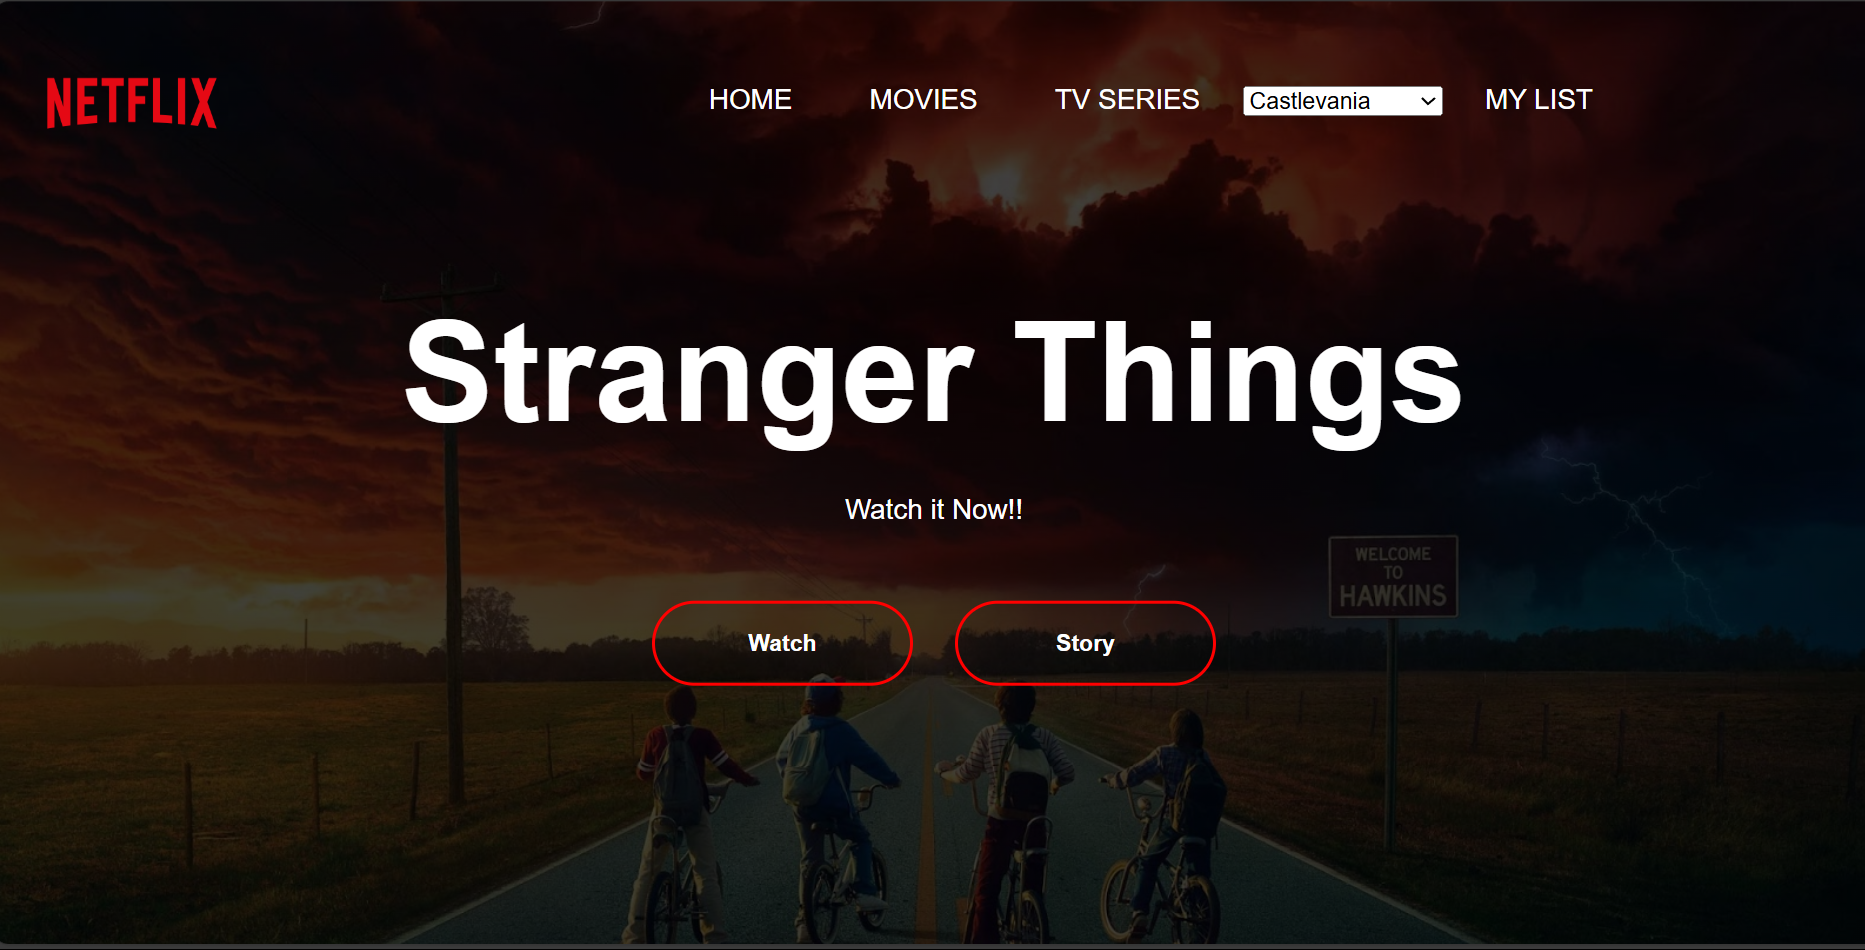 NETFLIX
HOME MOVIES TV SERIES Castlevania MY LIST
Stranger Things
Watch it Now!!
WELCOME
TO
HAWKINS
Watch Story